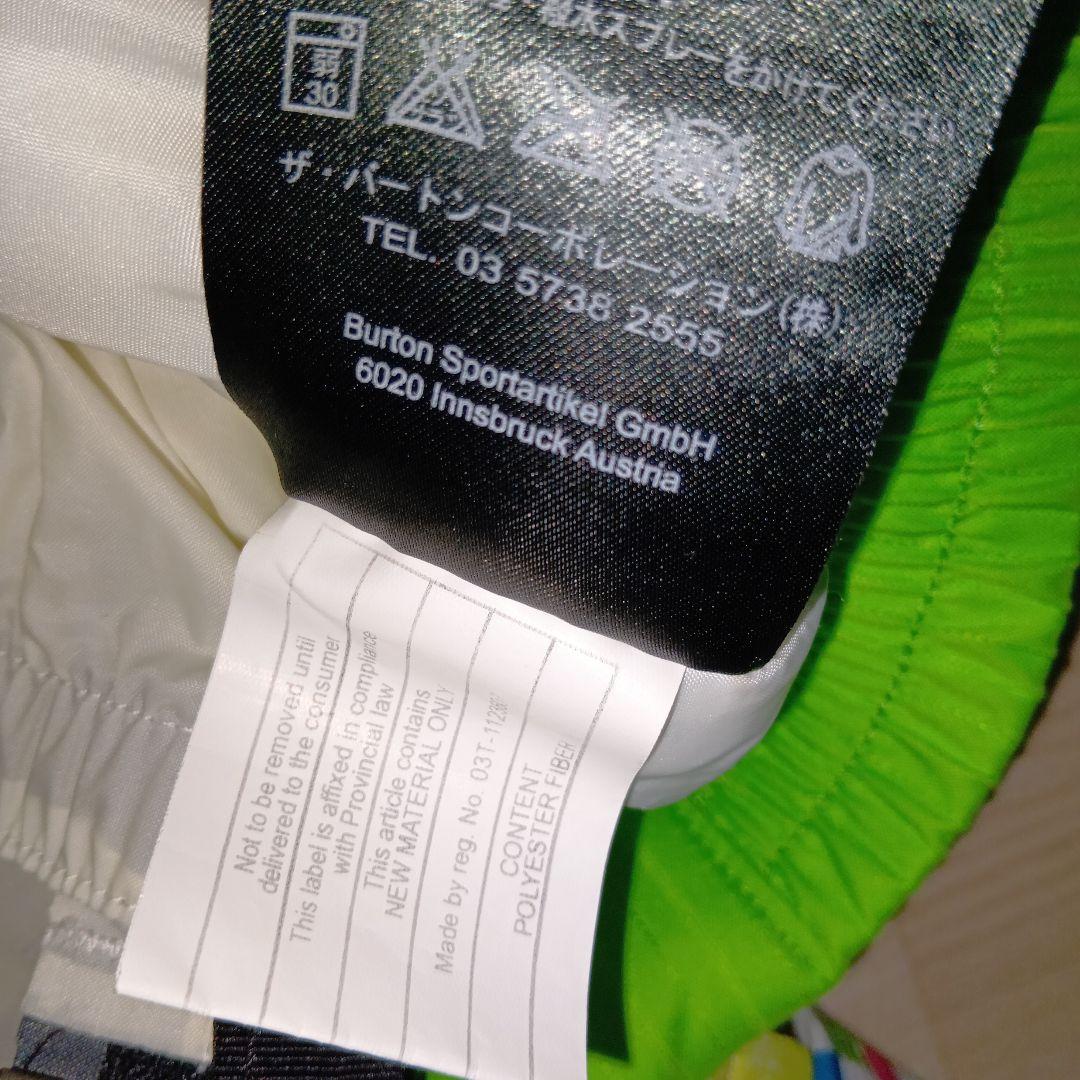 撥水スプレーをかけてください
弱
30
ザ・バートンコーポレーション(株)
TEL. 03 5738 2555
Burton Sportartikel GmbH
6020 Innsbruck Austria
Not to be removed until
delivered to the consumer
This label is affixed in compliance
with Provincial law
This article contains
NEW MATERIAL ONLY
Made by reg. No.
CONTENT
POLYESTER FIBER